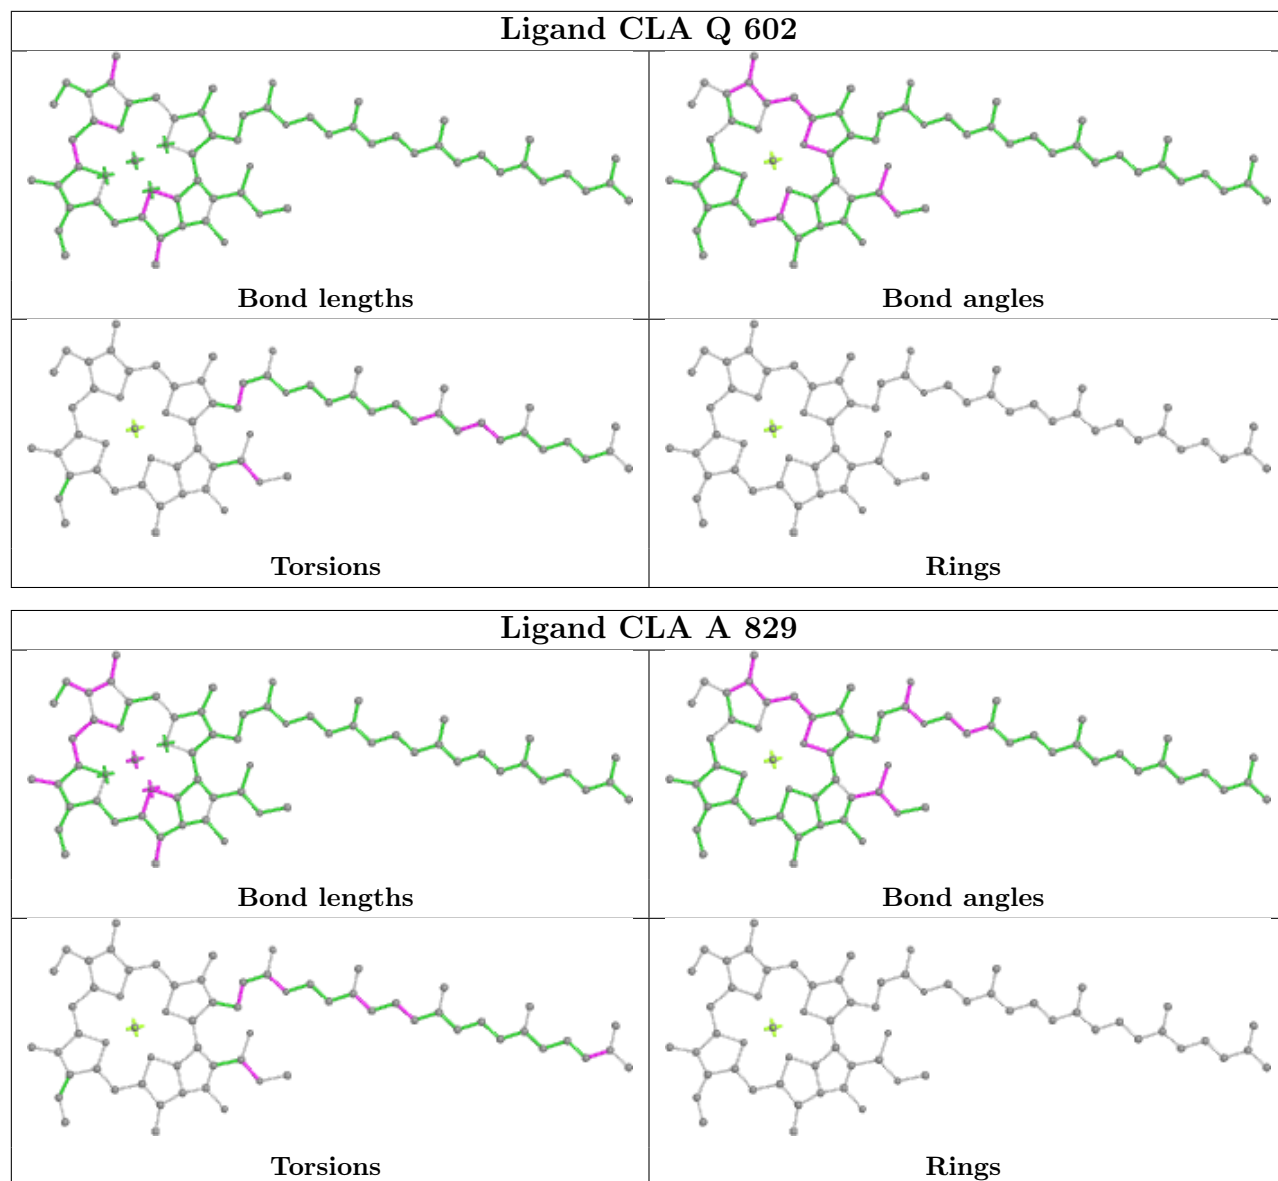 Ligand CLA Q 602
Bond lengths
Bond angles
Torsions
Rings
Ligand CLA A 829
Bond lengths
Bond angles
Torsions
Rings